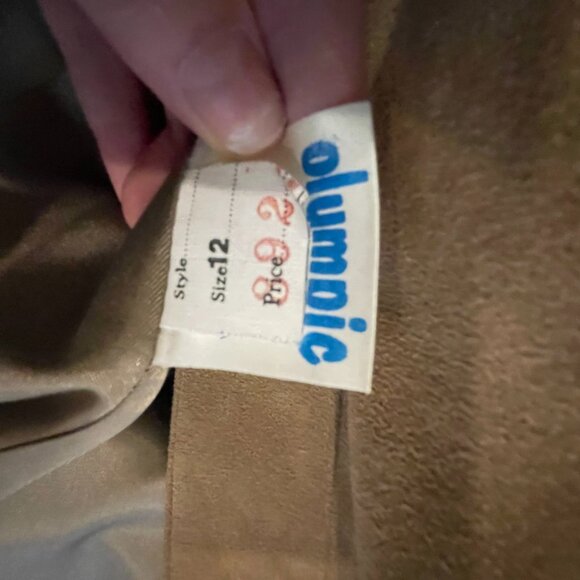 olympic
Price 892
Size 12
Style